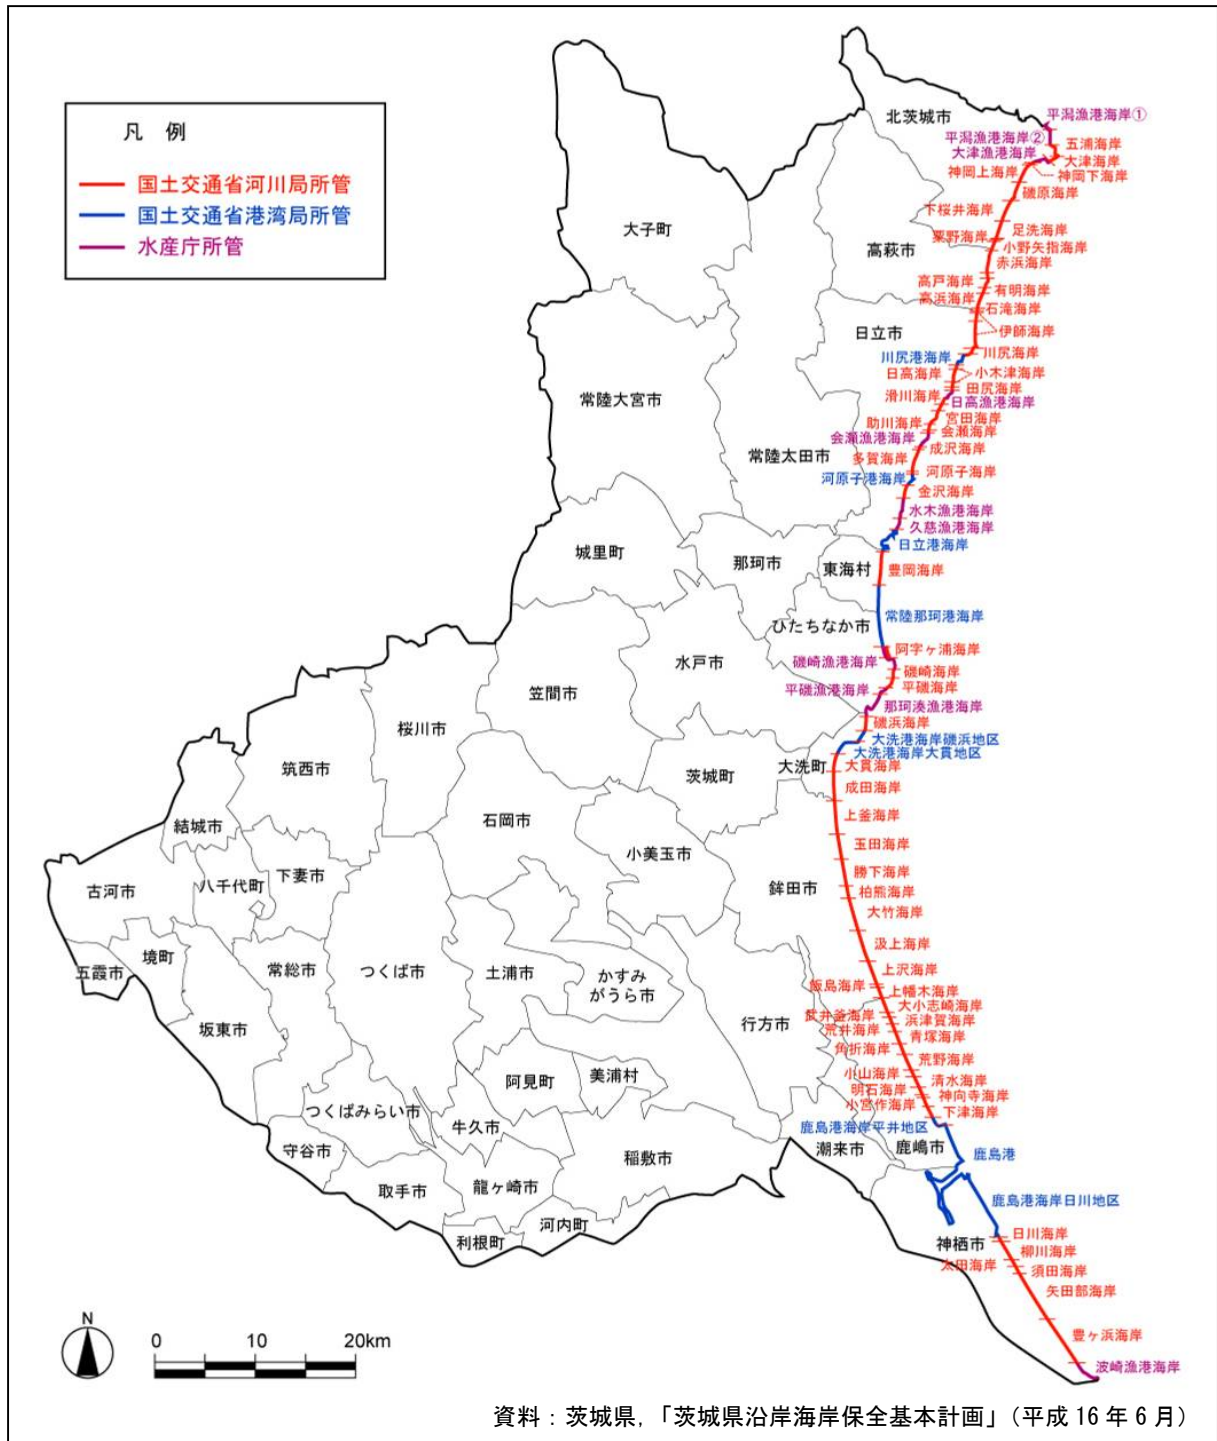 凡 例
国土交通省河川局所管
国土交通省港湾局所管
水産庁所管
北茨城市
平潟漁港海岸①
平潟漁港海岸②
五浦海岸
大津漁港海岸
大津海岸
神岡上海岸
神岡下海岸
磯原海岸
下桜井海岸
大子町
足洗海岸
粟野海岸
小野矢指海岸
高萩市
赤浜海岸
高戸海岸
有明海岸
高浜海岸
石滝海岸
日立市
伊師海岸
川尻港海岸
川尻海岸
日高海岸
小木津海岸
田尻海岸
滑川海岸
日高漁港海岸
常陸大宮市
宮田海岸
助川海岸
会瀬海岸
会瀬漁港海岸
成沢海岸
常陸太田市
多賀海岸
河原子海岸
河原子港海岸
金沢海岸
水木漁港海岸
久慈漁港海岸
日立港海岸
城里町
那珂市
東海村
豊岡海岸
常陸那珂港海岸
ひたちなか市
阿字ヶ浦海岸
水戸市
磯崎漁港海岸
磯崎海岸
笠間市
平磯漁港海岸
平磯海岸
那珂湊漁港海岸
桜川市
磯浜海岸
大洗港海岸磯浜地区
大洗港海岸大貫地区
筑西市
茨城町
大洗町
大貫海岸
成田海岸
結城市
石岡市
上釜海岸
小美玉市
玉田海岸
古河市
八千代町
下妻市
鉾田市
勝下海岸
柏熊海岸
大竹海岸
汲上海岸
五霞市
境町
常総市
つくば市
土浦市
かすみ
がうら市
上沢海岸
飯島海岸
上幡木海岸
大小志崎海岸
坂東市
行方市
武井釜海岸
浜津賀海岸
荒井海岸
青塚海岸
角折海岸
荒野海岸
阿見町
美浦村
小山海岸
清水海岸
明石海岸
神向寺海岸
つくばみらい市
小宮作海岸
下津海岸
牛久市
鹿島港海岸平井地区
守谷市
稲敷市
潮来市
鹿嶋市
鹿島港
取手市
龍ヶ崎市
鹿島港海岸日川地区
利根町
河内町
神栖市
日川海岸
柳川海岸
太田海岸
須田海岸
矢田部海岸
豊ヶ浜海岸
波崎漁港海岸
N
0 10 20km
資料：茨城県，「茨城県沿岸海岸保全基本計画」（平成 16 年 6 月）